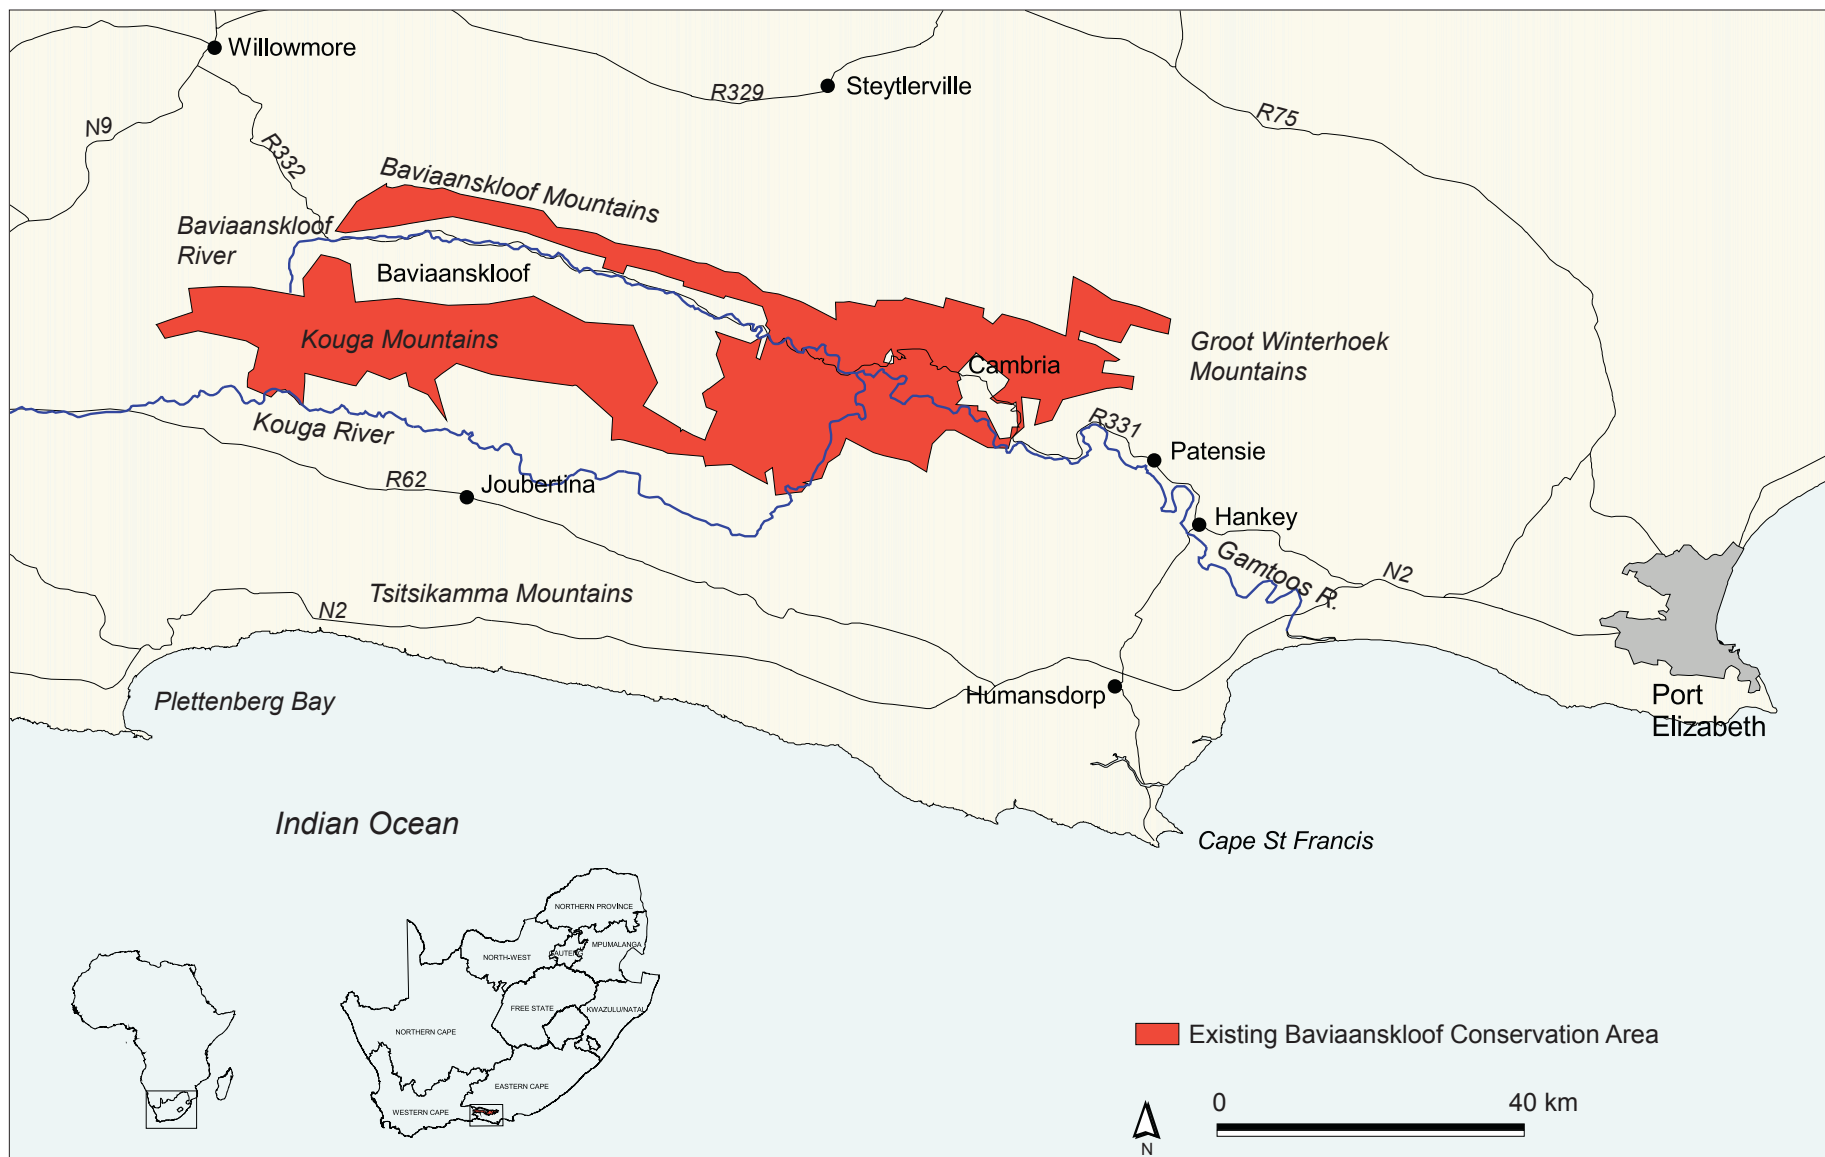 Willowmore
Steytlerville
R329
R75
N9
R332
Baviaanskloof Mountains
Baviaanskloof
River
Baviaanskloof
Kouga Mountains
Groot Winterhoek
Mountains
Cambria
Kouga River
R331
Patensie
R62
Joubertina
Hankey
Gamtoos R.
N2
Tsitsikamma Mountains
N2
Plettenberg Bay
Humansdorp
Port
Elizabeth
Indian Ocean
Cape St Francis
NORTHERN PROVINCE
MPUMALANGA
NORTH-WEST
GAUTENG
FREE STATE
KWAZULU/NATAL
NORTHERN CAPE
EASTERN CAPE
WESTERN CAPE
Existing Baviaanskloof Conservation Area
0 40 km
N